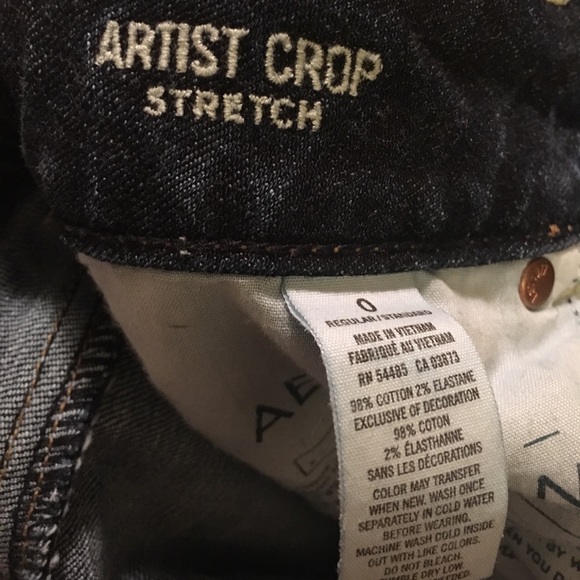 ARTIST CROP
STRETCH
0
REGULAR/STANDARD
MADE IN VIETNAM
FABRIQUÉ AU VIETNAM
RN 54485 CA 03873
98% COTTON 2% ELASTANE
EXCLUSIVE OF DECORATION
98% COTON
2% ÉLASTHANNE
SANS LES DÉCORATIONS
COLOR MAY TRANSFER
WHEN NEW. WASH ONCE
SEPARATELY IN COLD WATER
BEFORE WEARING.
MACHINE WASH COLD INSIDE
OUT WITH LIKE COLORS.
DO NOT BLEACH.
DRY LOW.
AE